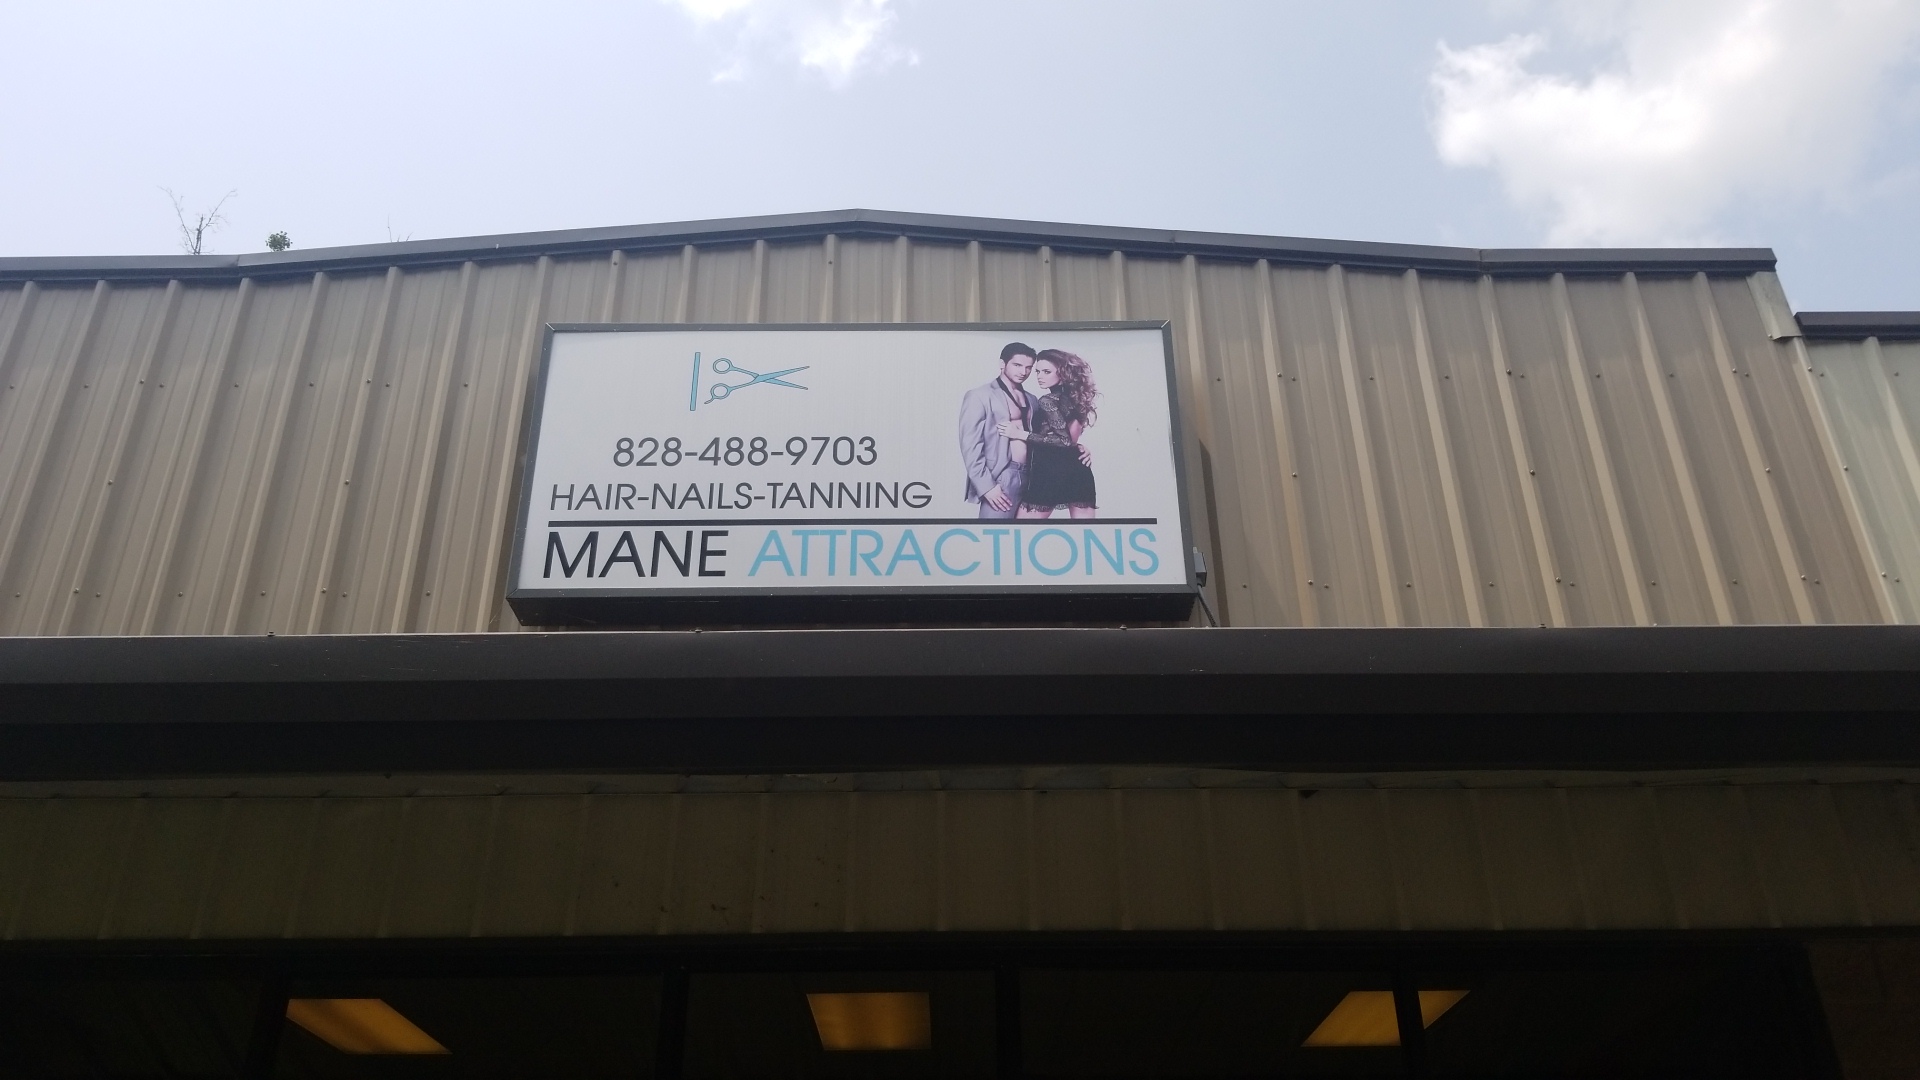 828-488-9703
HAIR-NAILS-TANNING
MANE ATTRACTIONS